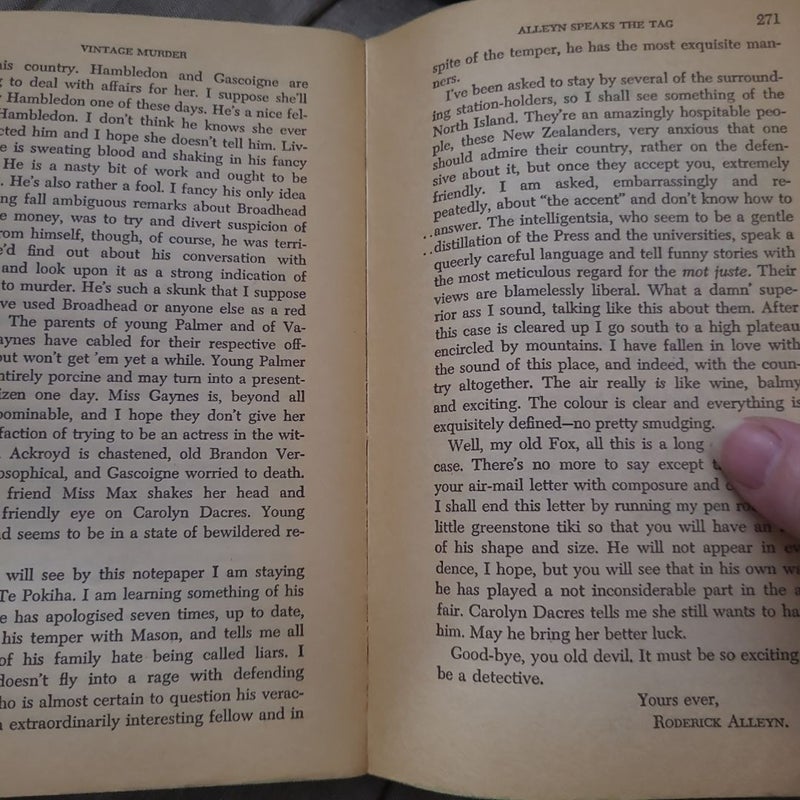 VINTAGE MURDER
his country. Hambledon and Gascoigne are
g to deal with affairs for her. I suppose she'll
Hambledon one of these days. He's a nice fel-
Hambledon. I don't think he knows she ever
cted him and I hope she doesn't tell him. Liv-
e is sweating blood and shaking in his fancy
He is a nasty bit of work and ought to be
. He's also rather a fool. I fancy his only idea
ng fall ambiguous remarks about Broadhead
e money, was to try and divert suspicion of
rom himself, though, of course, he was terri-
e'd find out about his conversation with
and look upon it as a strong indication of
to murder. He's such a skunk that I suppose
ve used Broadhead or anyone else as a red
The parents of young Palmer and of Va-
aynes have cabled for their respective off-
but won't get 'em yet a while. Young Palmer
ntirely porcine and may turn into a present-
izen one day. Miss Gaynes is, beyond all
bominable, and I hope they don't give her
faction of trying to be an actress in the wit-
. Ackroyd is chastened, old Brandon Ver-
osophical, and Gascoigne worried to death.
friend Miss Max shakes her head and
friendly eye on Carolyn Dacres. Young
d seems to be in a state of bewildered re-
will see by this notepaper I am staying
Te Pokiha. I am learning something of his
e has apologised seven times, up to date,
his temper with Mason, and tells me all
of his family hate being called liars. I
doesn't fly into a rage with defending
ho is almost certain to question his verac-
n extraordinarily interesting fellow and in
ALLEYN SPEAKS THE TAG 271
spite of the temper, he has the most exquisite man-
ners.
I've been asked to stay by several of the surround-
ing station-holders, so I shall see something of the
North Island. They're an amazingly hospitable peo-
ple, these New Zealanders, very anxious that one
should admire their country, rather on the defen-
sive about it, but once they accept you, extremely
friendly. I am asked, embarrassingly and re-
peatedly, about "the accent" and don't know how to
answer. The intelligentsia, who seem to be a gentle
distillation of the Press and the universities, speak a
queerly careful language and tell funny stories with
the most meticulous regard for the mot juste. Their
views are blamelessly liberal. What a damn' supe-
rior ass I sound, talking like this about them. After
this case is cleared up I go south to a high plateau
encircled by mountains. I have fallen in love with
the sound of this place, and indeed, with the coun-
try altogether. The air really is like wine, balmy
and exciting. The colour is clear and everything is
exquisitely defined—no pretty smudging.
Well, my old Fox, all this is a long
case. There's no more to say except
your air-mail letter with composure and
I shall end this letter by running my pen
little greenstone tiki so that you will have an
of his shape and size. He will not appear in ev
dence, I hope, but you will see that in his own
he has played a not inconsiderable part in the a
fair. Carolyn Dacres tells me she still wants to ha
him. May he bring her better luck.
Good-bye, you old devil. It must be so exciting
be a detective.
Yours ever,
RODERICK ALLEYN.